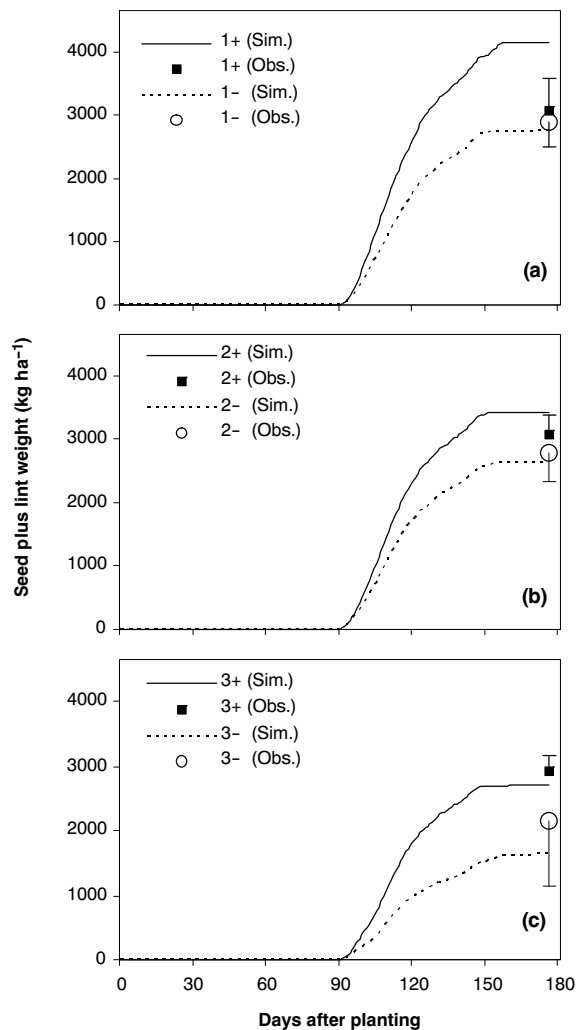 1+ (Sim.)
1+ (Obs.)
1– (Sim.)
1– (Obs.)
4000
3000
2000
1000
0
(a)
2+ (Sim.)
2+ (Obs.)
2– (Sim.)
2– (Obs.)
4000
3000
2000
1000
0
(b)
Seed plus lint weight (kg ha–1)
3+ (Sim.)
3+ (Obs.)
3– (Sim.)
3– (Obs.)
4000
3000
2000
1000
0
(c)
0 30 60 90 120 150 180
Days after planting